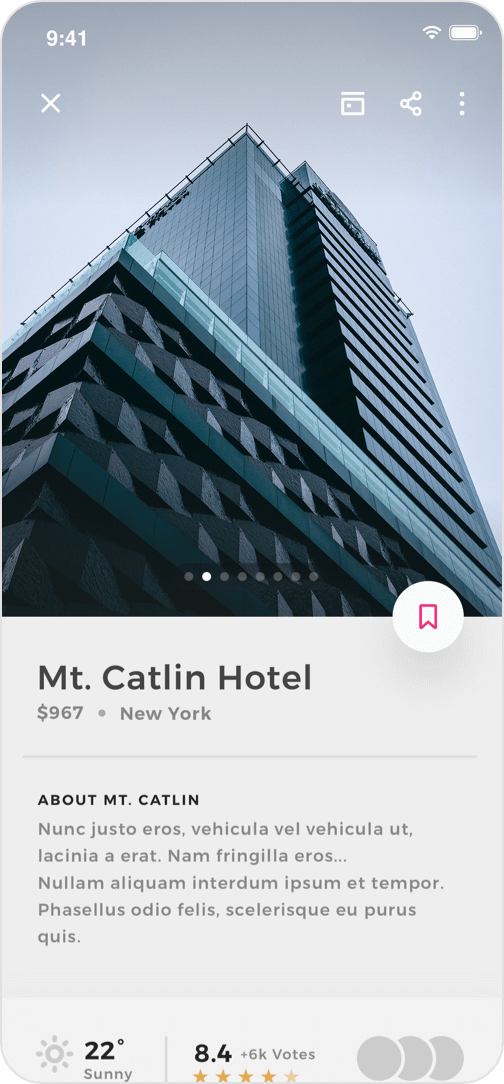 9:41
Mt. Catlin Hotel
$967 • New York
ABOUT MT. CATLIN
Nunc justo eros, vehicula vel vehicula ut,
lacinia a erat. Nam fringilla eros...
Nullam aliquam interdum ipsum et tempor.
Phasellus odio felis, scelerisque eu purus
quis.
22° 8.4 +6k Votes
Sunny